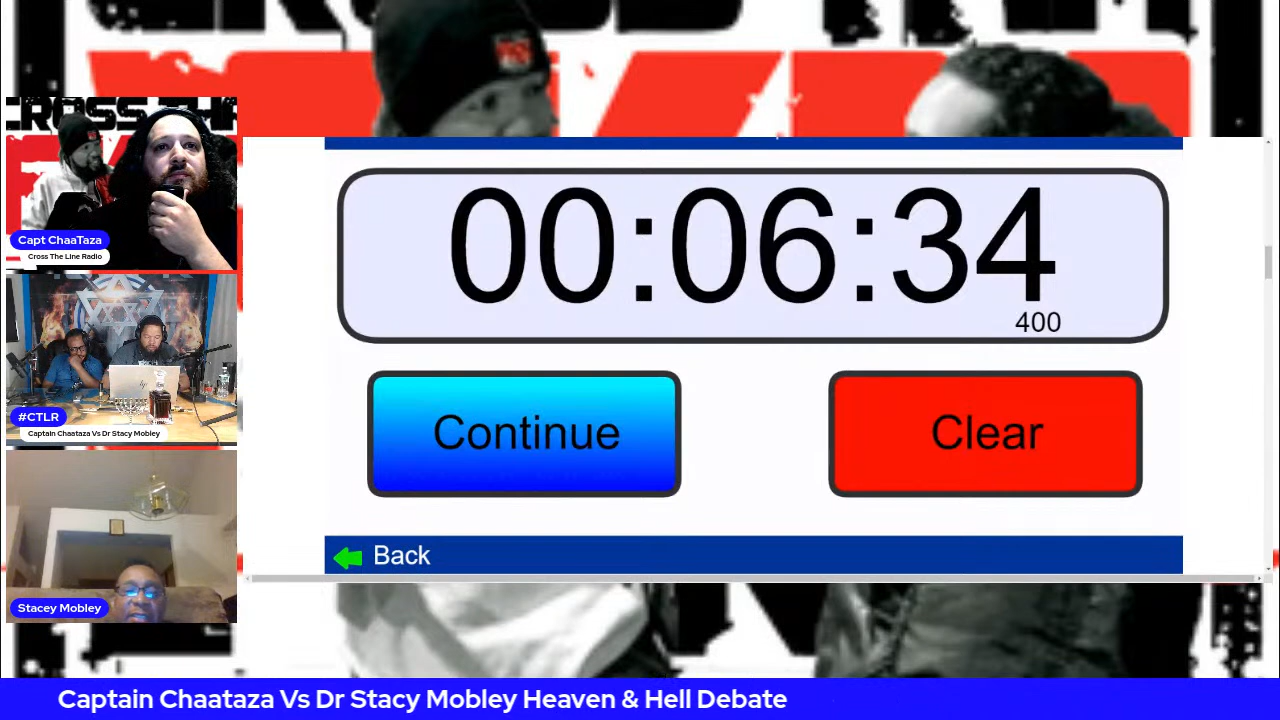 CROSS THE
Capt ChaaTaza
Cross The Line Radio
#CTLR
Captain Chaataza Vs Dr Stacy Mobley
Stacey Mobley
00:06:34
400
Continue
Clear
Back
Captain Chaataza Vs Dr Stacy Mobley Heaven & Hell Debate